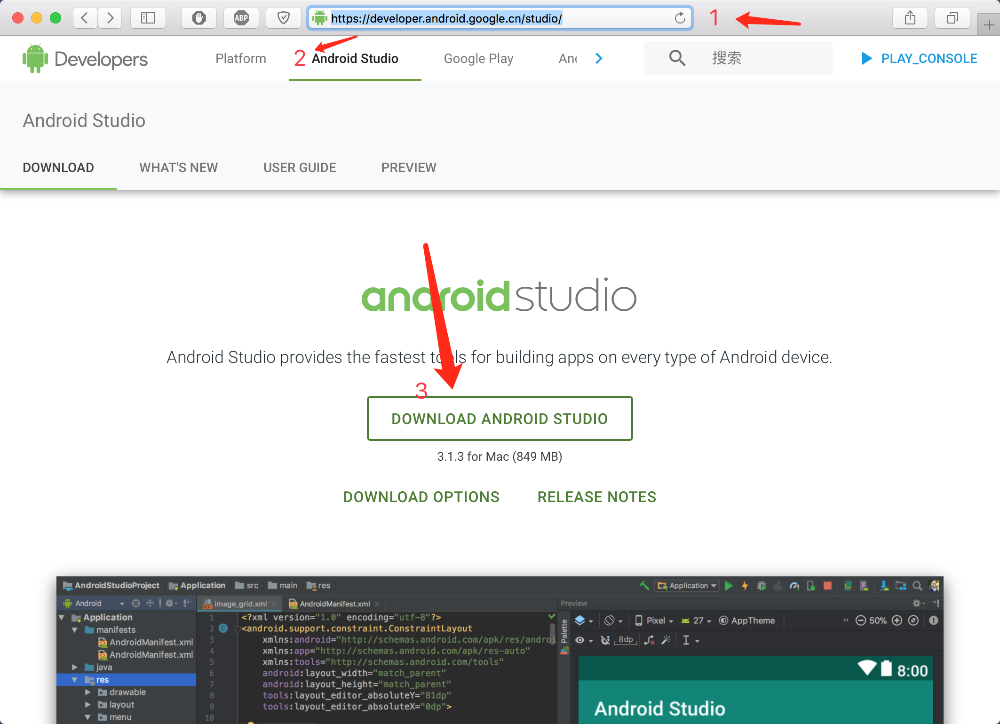 ABP
https://developer.android.google.cn/studio/
1
Developers
Platform
2
Android Studio
Google Play
搜索
PLAY_CONSOLE
Android Studio
DOWNLOAD
WHAT'S NEW
USER GUIDE
PREVIEW
androidstudio
Android Studio provides the fastest tools for building apps on every type of Android device.
3
DOWNLOAD ANDROID STUDIO
3.1.3 for Mac (849 MB)
DOWNLOAD OPTIONS
RELEASE NOTES
AndroidStudioProject
Application
src
main
res
Application
Android
image_grid.xml
AndroidManifest.xml
Preview
Application
manifests
AndroidManifest.xml
AndroidManifest.xml
java
res
drawable
layout
menu
1 <?xml version="1.0" encoding="utf-8"?>
2 C <android.support.constraint.ConstraintLayout
3 xmlns:android="http://schemas.android.com/apk/res/androi
4 xmlns:app="http://schemas.android.com/apk/res-auto"
5 xmlns:tools="http://schemas.android.com/tools"
6 android:layout_width="match_parent"
7 android:layout_height="match_parent"
8 tools:layout_editor_absoluteY="81dp"
9 tools:layout_editor_absoluteX="0dp">
10
Palette
Pixel
27
AppTheme
50%
8dp
8:00
Android Studio